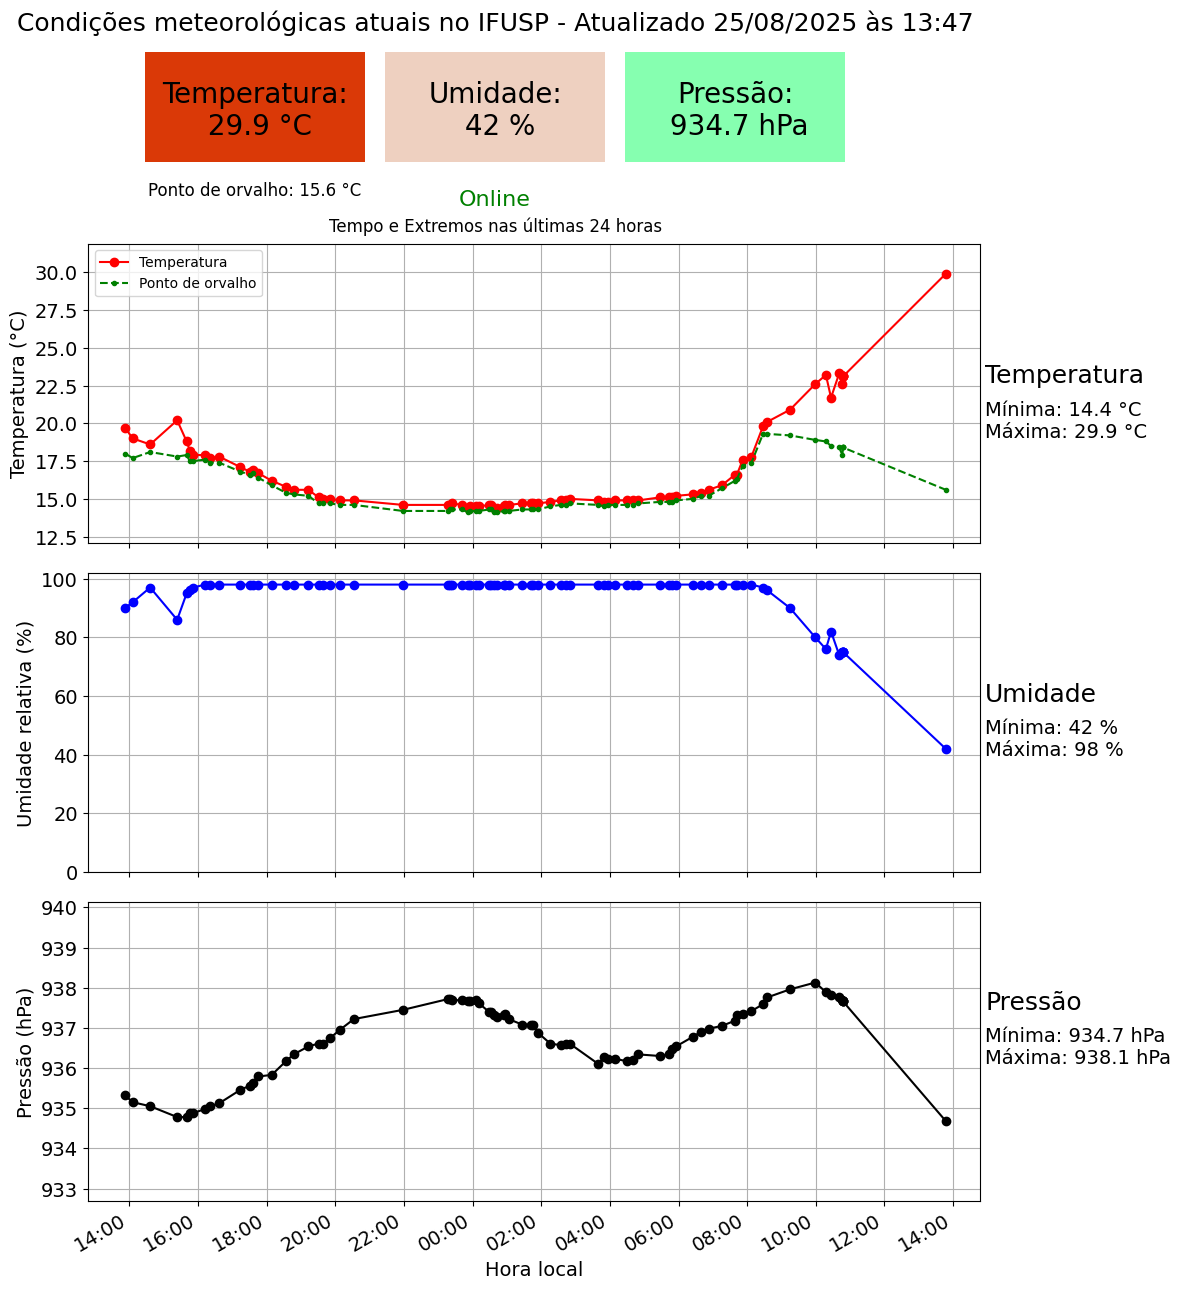 Condições meteorológicas atuais no IFUSP - Atualizado 25/08/2025 às 13:47
Temperatura:
29.9 °C
Umidade:
42 %
Pressão:
934.7 hPa
Ponto de orvalho: 15.6 °C
Online
Tempo e Extremos nas últimas 24 horas
Temperatura
Ponto de orvalho
Temperatura (°C)
30.0
27.5
25.0
22.5
20.0
17.5
15.0
12.5
Temperatura
Mínima: 14.4 °C
Máxima: 29.9 °C
Umidade relativa (%)
100
80
60
40
20
0
Umidade
Mínima: 42 %
Máxima: 98 %
Pressão (hPa)
940
939
938
937
936
935
934
933
Pressão
Mínima: 934.7 hPa
Máxima: 938.1 hPa
14:00
16:00
18:00
20:00
22:00
00:00
02:00
04:00
06:00
08:00
10:00
12:00
14:00
Hora local